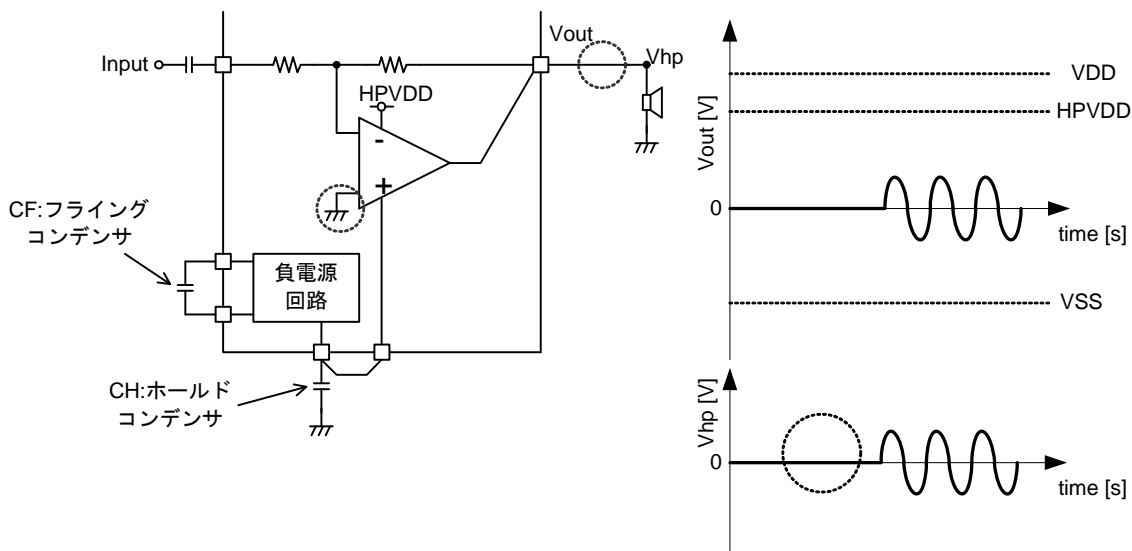 Input
Vout
Vhp
HPVDD
-
+
CF:フライング
コンデンサ
負電源
回路
CH:ホールド
コンデンサ
Vout [V]
VDD
HPVDD
0
time [s]
VSS
Vhp [V]
0
time [s]